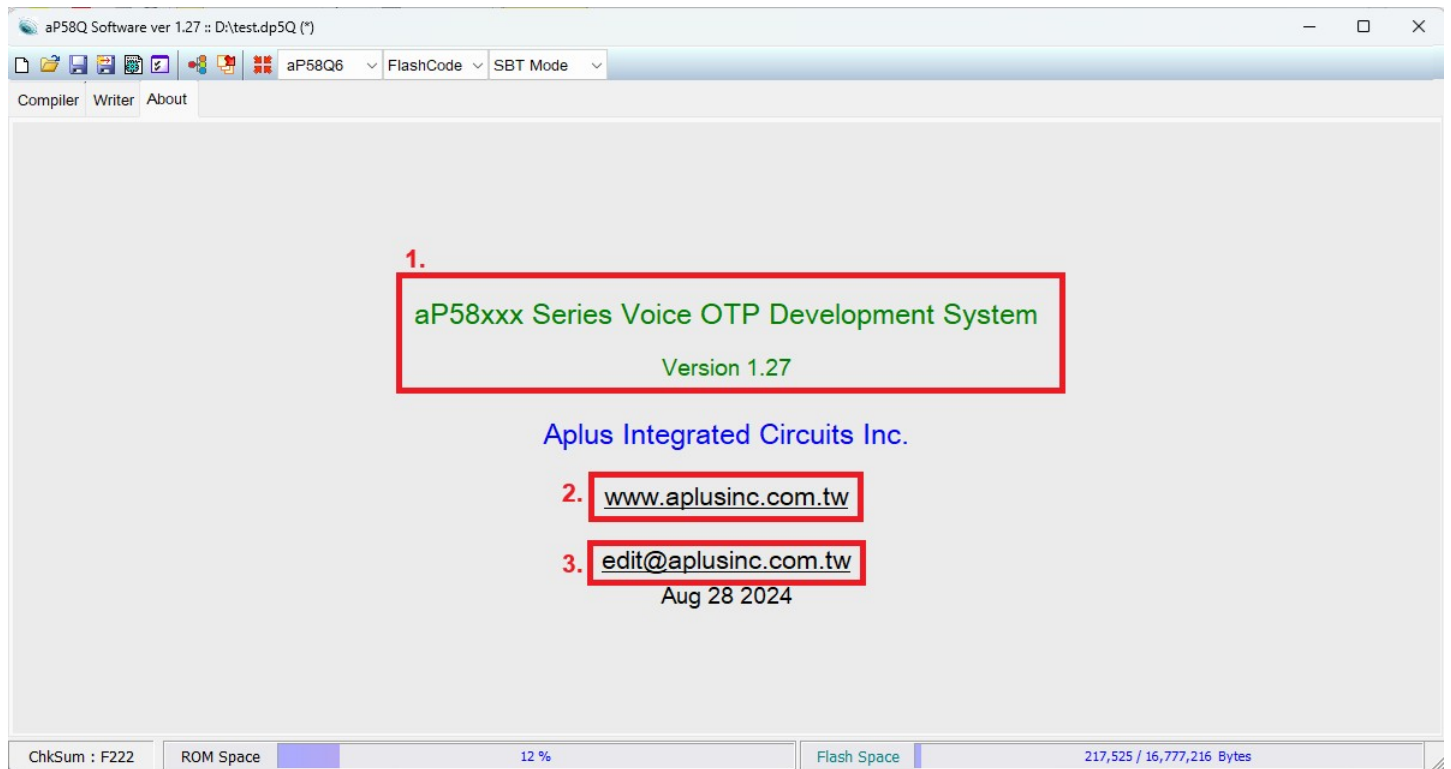 aP58Q Software ver 1.27 :: D:\test.dp5Q (*)
aP58Q6 FlashCode SBT Mode
Compiler Writer About
1.
aP58xxx Series Voice OTP Development System
Version 1.27
Aplus Integrated Circuits Inc.
2. www.aplusinc.com.tw
3. edit@aplusinc.com.tw
Aug 28 2024
ChkSum : F222 ROM Space 12 % Flash Space 217,525 / 16,777,216 Bytes